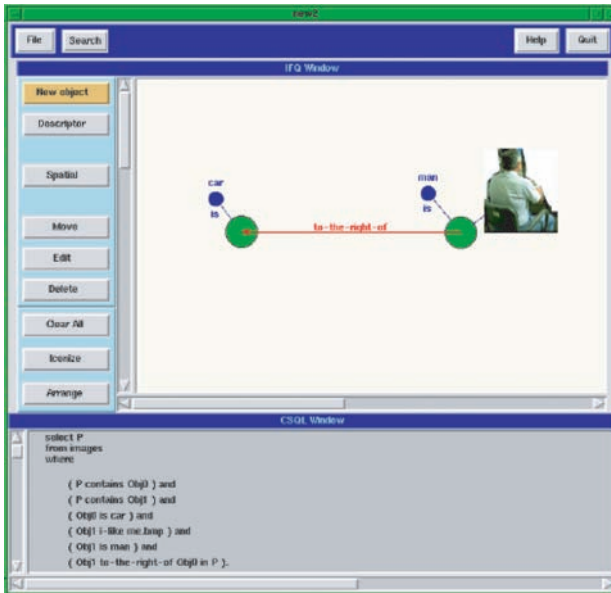 new2
File Search Help Quit
IFQ Window
New object
Descriptor
Spatial
Move
Edit
Delete
Clear All
Iconize
Arrange
car
is
man
is
to-the-right-of
CSQL Window
select P
from images
where
( P contains Obj0 ) and
( P contains Obj1 ) and
( Obj0 is car ) and
( Obj1 i-like me.bmp ) and
( Obj1 is man ) and
( Obj1 to-the-right-of Obj0 in P ).